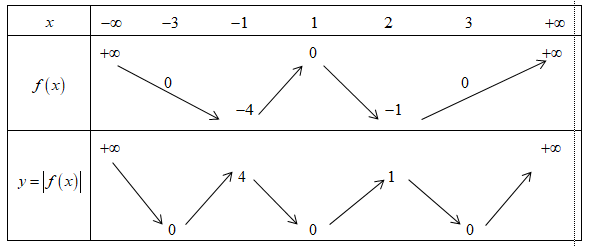 x −∞ −3 −1 1 2 3 +∞
+∞ 0 +∞
f(x) 0 0
−4 −1
+∞ +∞
y = |f(x)| 4 1
0 0 0